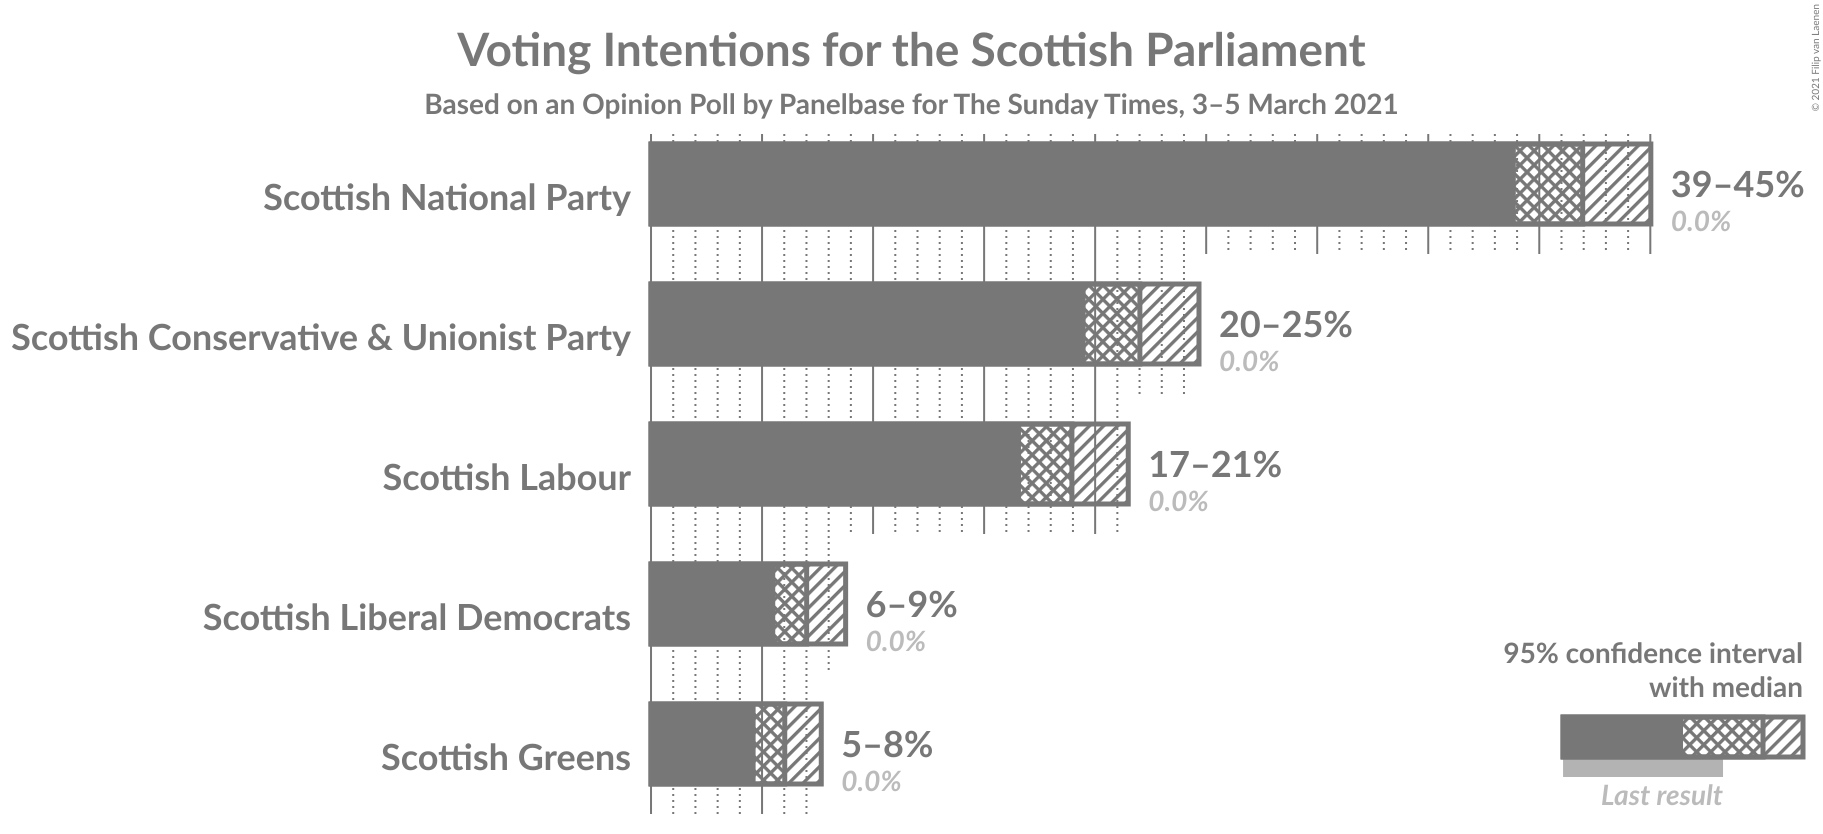 Voting Intentions for the Scottish Parliament
Based on an Opinion Poll by Panelbase for The Sunday Times, 3–5 March 2021
© 2021 Filip van Laenen
Scottish National Party
39–45%
0.0%
Scottish Conservative & Unionist Party
20–25%
0.0%
Scottish Labour
17–21%
0.0%
Scottish Liberal Democrats
6–9%
0.0%
Scottish Greens
5–8%
0.0%
95% confidence interval
with median
Last result